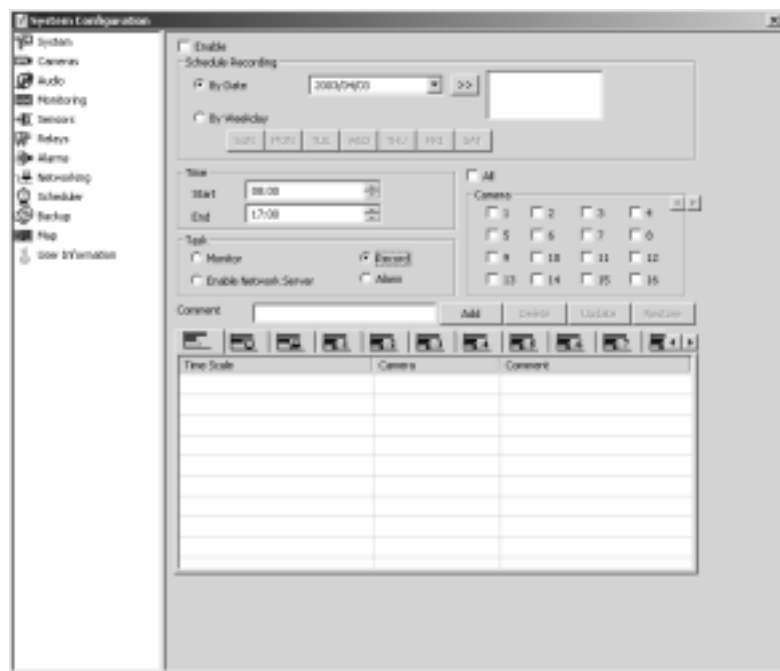 System Configuration
System
Cameras
Audio
Monitoring
Sensors
Relays
Alarms
Networking
Scheduler
Backup
Map
User Information
Enable
Schedule Recording
By Date
2003/04/03
>>
By Weekday
SUN MON TUE WED THU FRI SAT
Time
Start 08:00
End 17:00
Task
Monitor
Record
Enable Network Server
Alarm
All
Camera
1 2 3 4
5 6 7 8
9 10 11 12
13 14 15 16
Comment
Add Delete Update
Time Scale Camera Comment